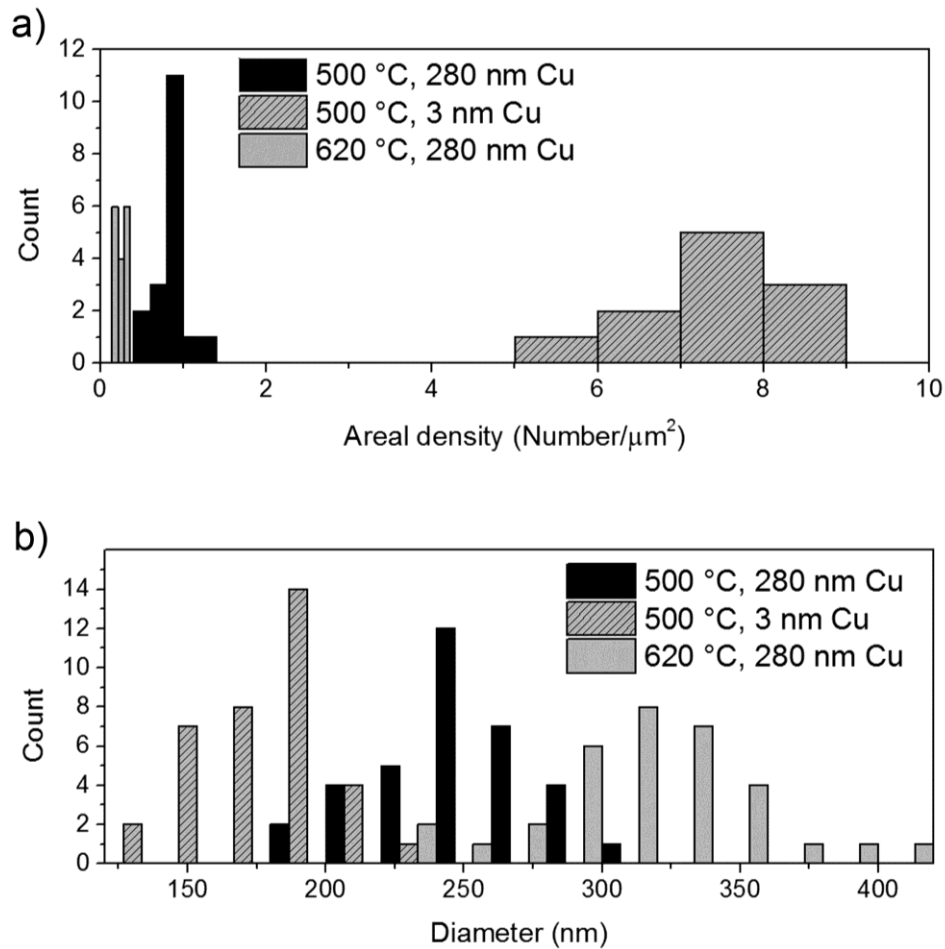 a)
12
10
8
6
4
2
0
Count
500 °C, 280 nm Cu
500 °C, 3 nm Cu
620 °C, 280 nm Cu
0 2 4 6 8 10
Areal density (Number/μm²)
b)
14
12
10
8
6
4
2
0
Count
500 °C, 280 nm Cu
500 °C, 3 nm Cu
620 °C, 280 nm Cu
150 200 250 300 350 400
Diameter (nm)